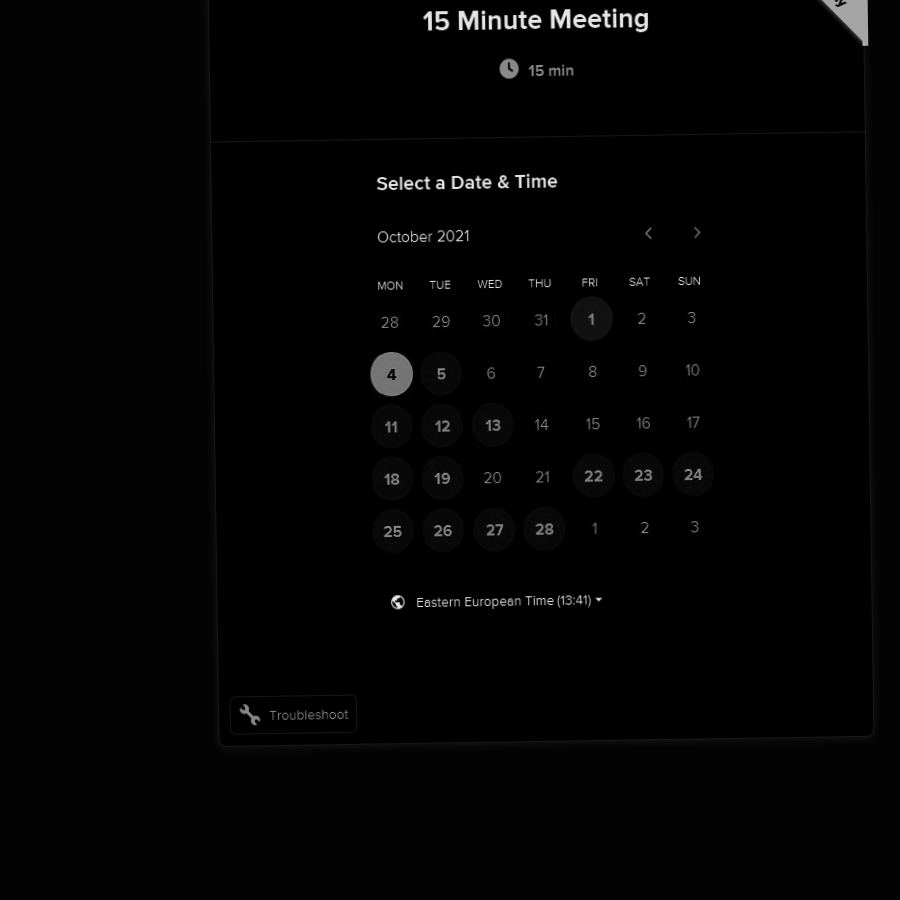 15 Minute Meeting
15 min
Select a Date & Time
October 2021
MON TUE WED THU FRI SAT SUN
28 29 30 31 1 2 3
4 5 6 7 8 9 10
11 12 13 14 15 16 17
18 19 20 21 22 23 24
25 26 27 28 1 2 3
Eastern European Time (13:41)
Troubleshoot